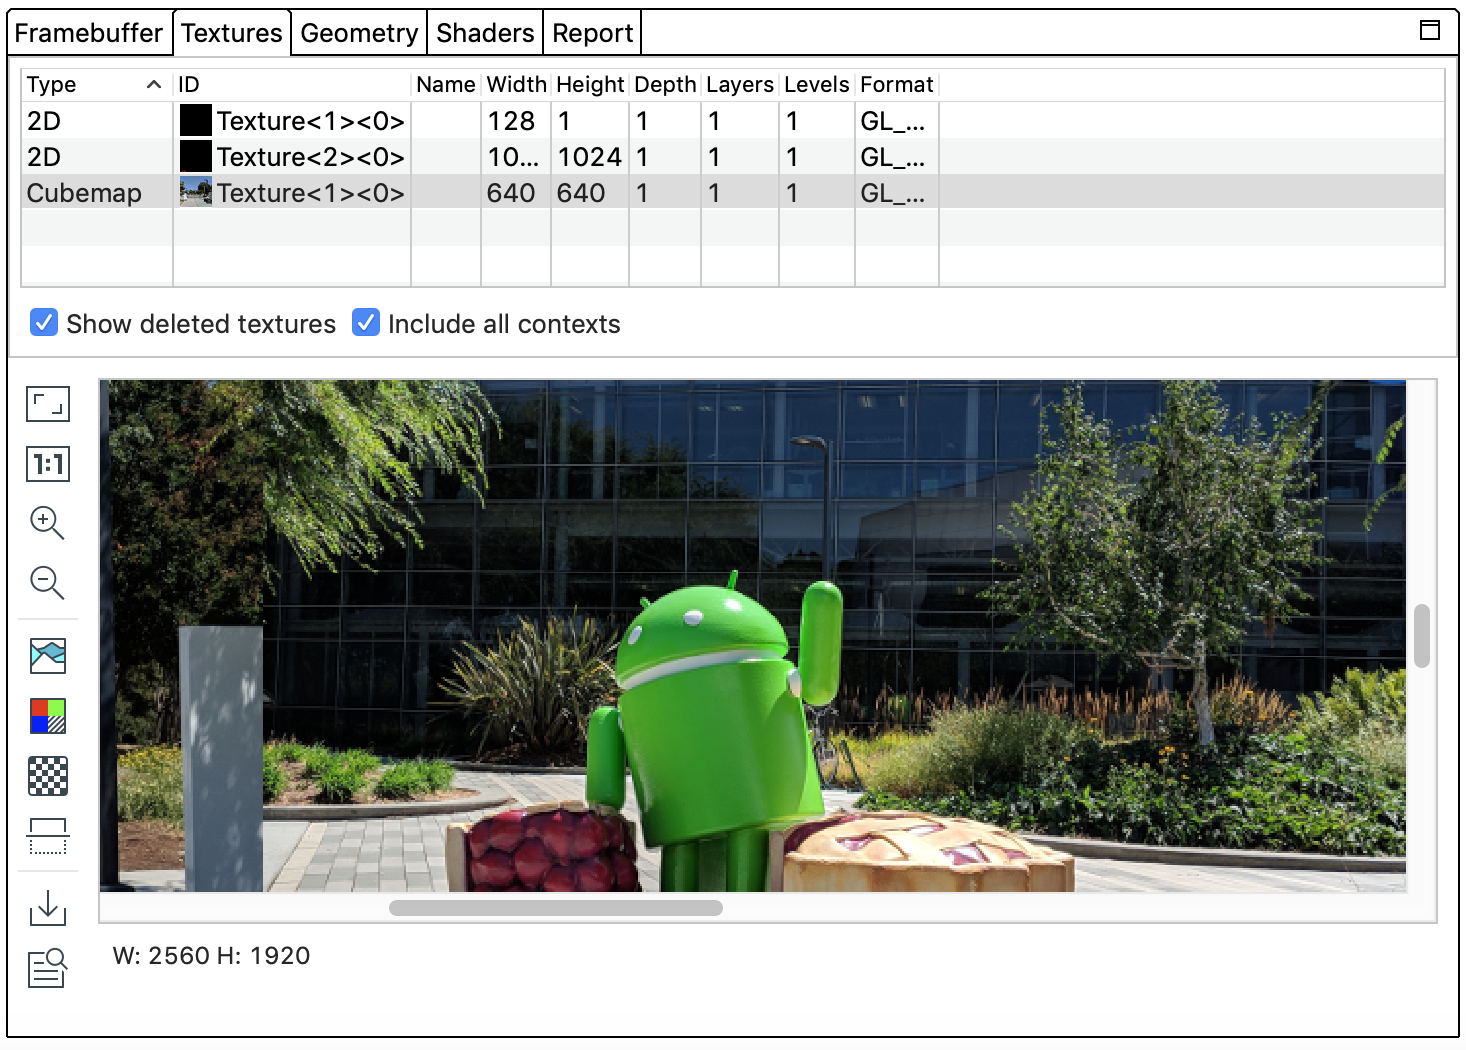 Framebuffer Textures Geometry Shaders Report
Type ID Name Width Height Depth Layers Levels Format
2D Texture<1><0> 128 1 1 1 1 GL_...
2D Texture<2><0> 10... 1024 1 1 1 GL_...
Cubemap Texture<1><0> 640 640 1 1 1 GL_...
Show deleted textures Include all contexts
1:1
W: 2560 H: 1920